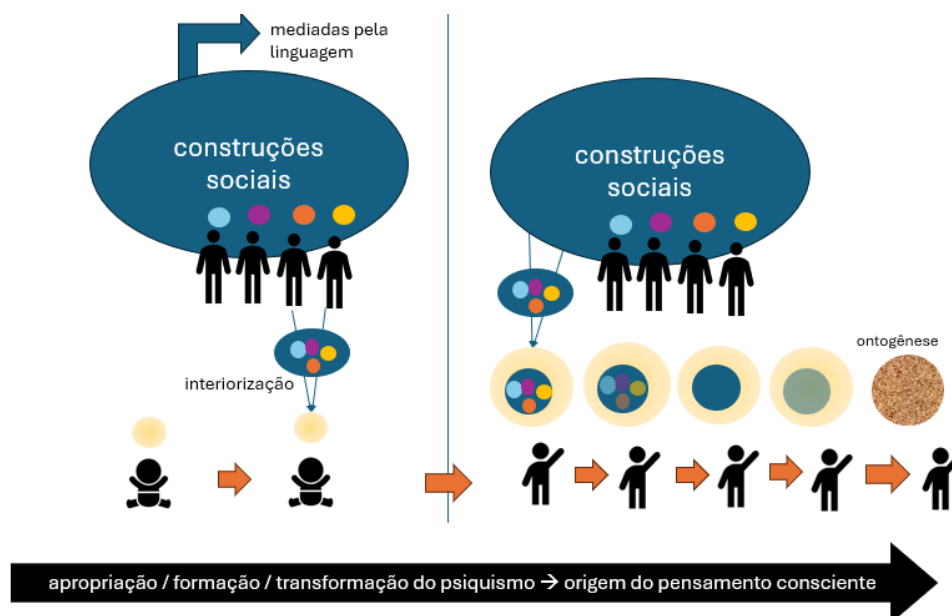 mediadas pela
linguagem
construções
sociais
interiorização
construções
sociais
ontogênese
apropriação / formação / transformação do psiquismo → origem do pensamento consciente